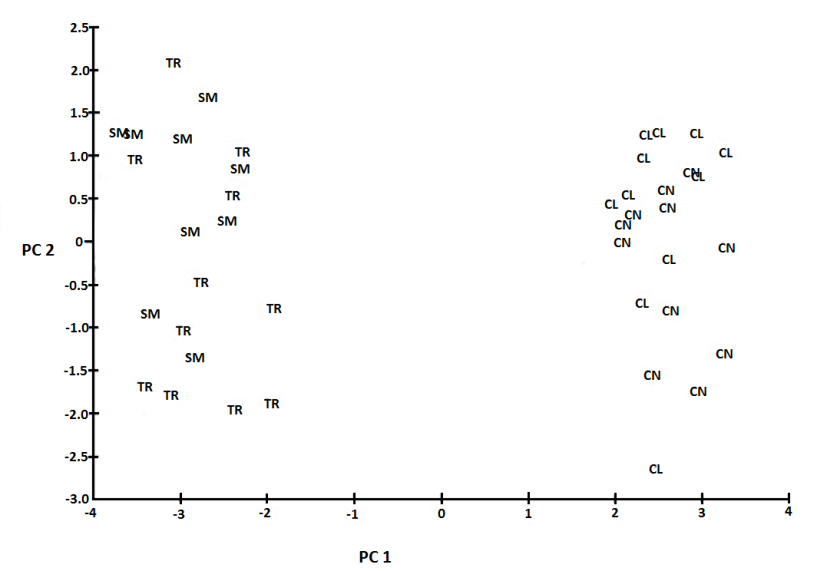 2.5
TR
2.0
SM
1.5
SM SM SM CL CL CL
TR CL
1.0 TR CL
SM CN CL
TR CL CN
0.5 CL CN
SM CN
SM CN
0 CN CN
PC 2
CL
-0.5 TR
TR CL
SM CN
-1.0 TR
SM CN
-1.5 CN
TR TR CN
-2.0 TR TR
-2.5 CL
-3.0
-4 -3 -2 -1 0 1 2 3 4
PC 1